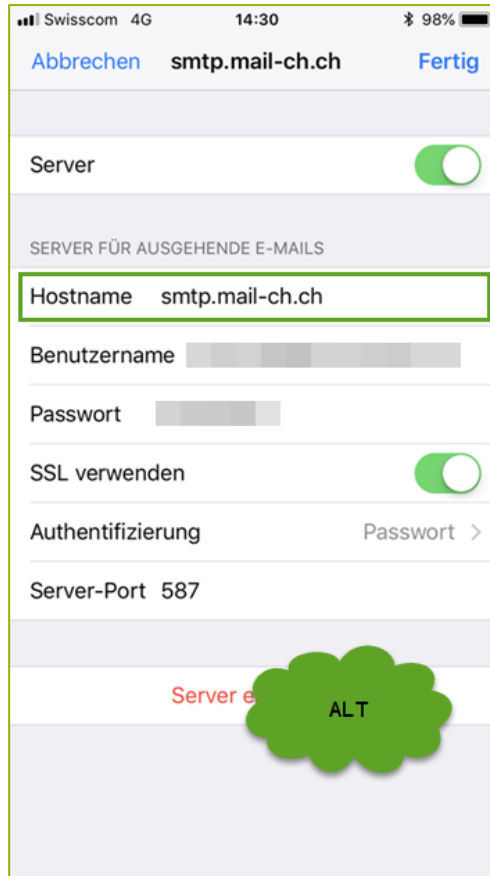 Swisscom 4G 14:30 98%
Abbrechen smtp.mail-ch.ch Fertig
Server
SERVER FÜR AUSGEHENDE E-MAILS
Hostname smtp.mail-ch.ch
Benutzername
Passwort
SSL verwenden
Authentifizierung Passwort
Server-Port 587
Server
ALT